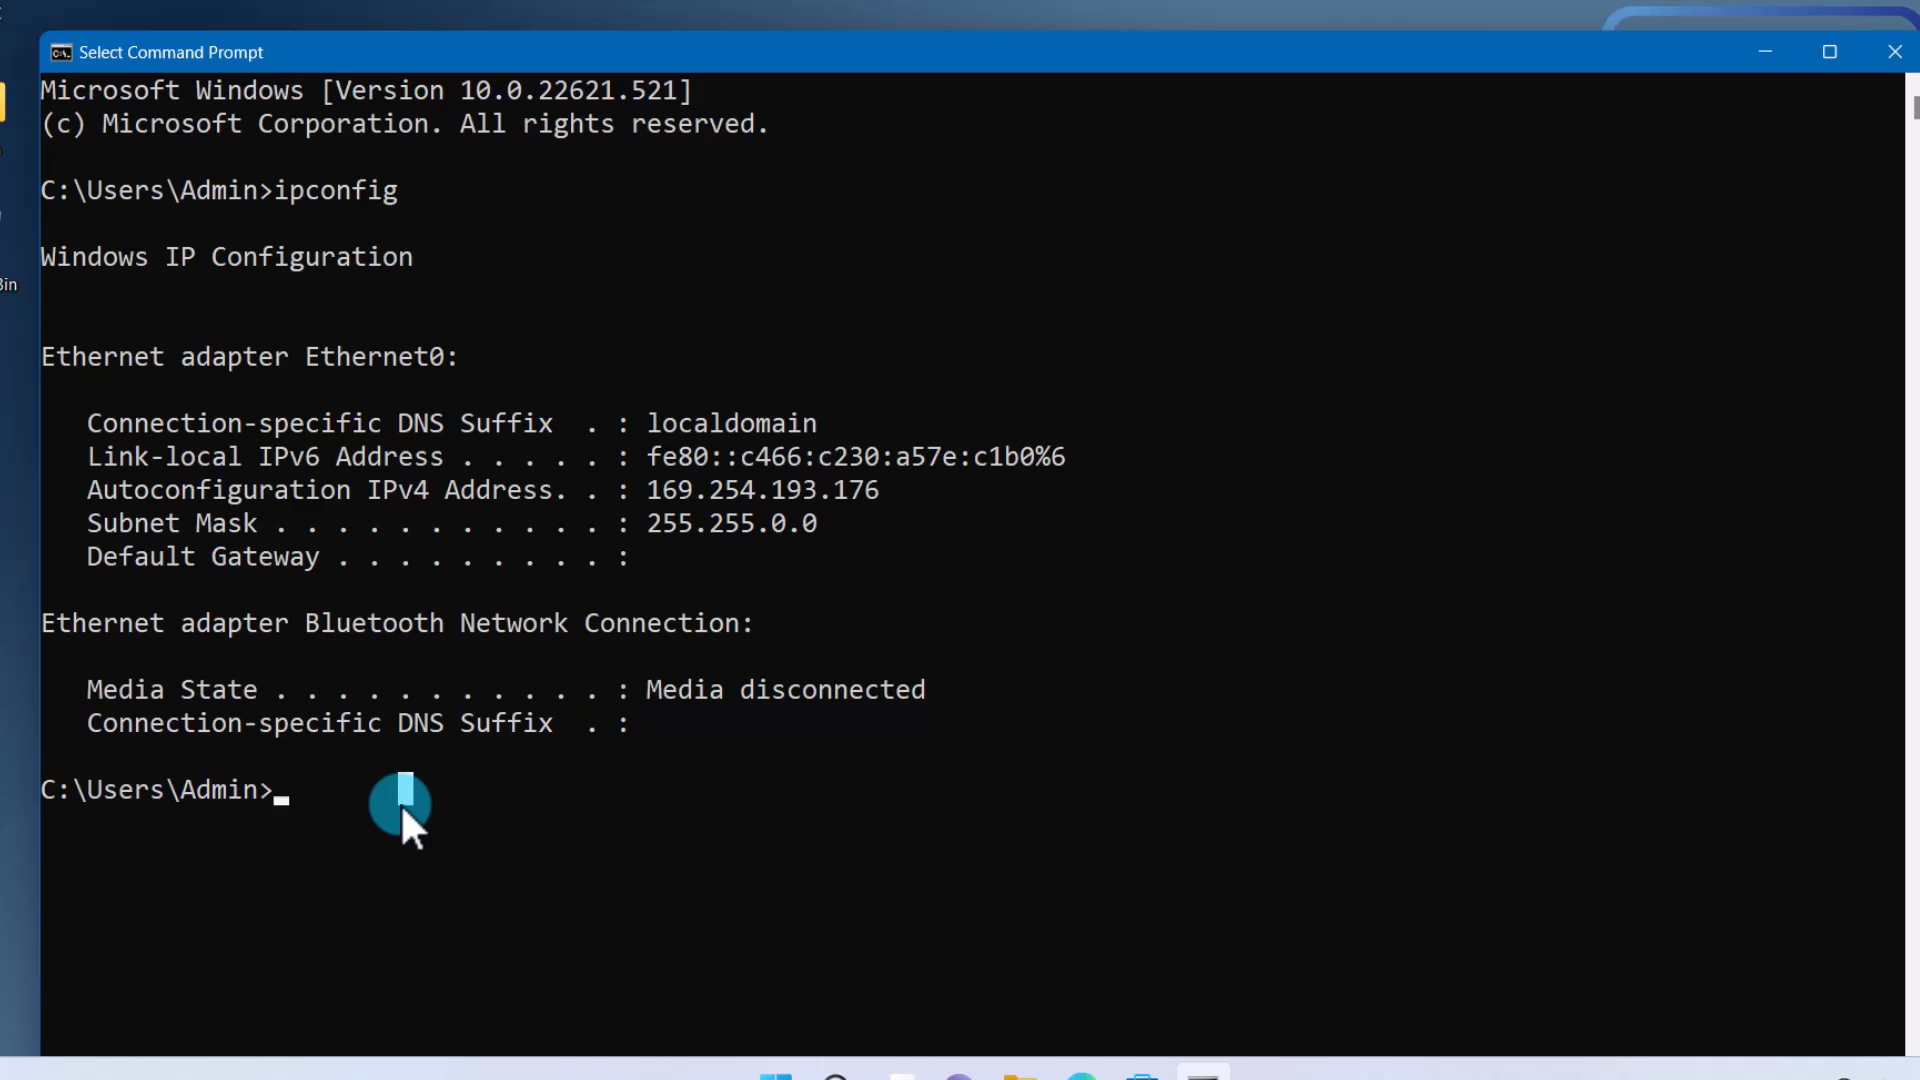 Select Command Prompt
Microsoft Windows [Version 10.0.22621.521]
(c) Microsoft Corporation. All rights reserved.
C:\Users\Admin>ipconfig
Windows IP Configuration
Bin
Ethernet adapter Ethernet0:
Connection-specific DNS Suffix  . : localdomain
Link-local IPv6 Address . . . . . : fe80::c466:c230:a57e:c1b0%6
Autoconfiguration IPv4 Address. . : 169.254.193.176
Subnet Mask . . . . . . . . . . . : 255.255.0.0
Default Gateway . . . . . . . . . :
Ethernet adapter Bluetooth Network Connection:
Media State . . . . . . . . . . . : Media disconnected
Connection-specific DNS Suffix  . :
C:\Users\Admin>